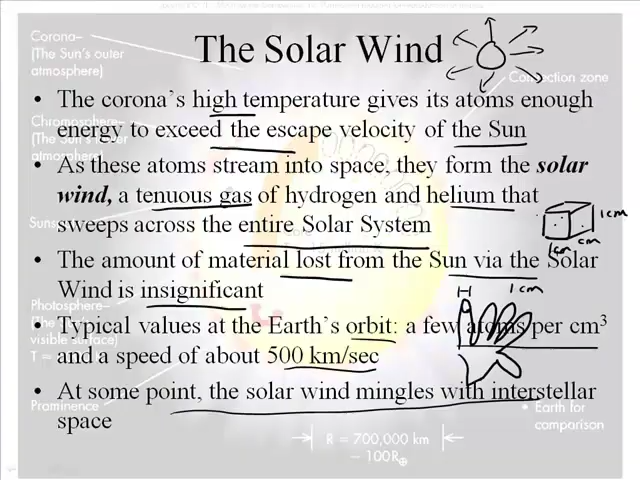 Corona–
(The Sun's outer
atmosphere)
The Solar Wind
Convection zone
• The corona's high temperature gives its atoms enough
energy to exceed the escape velocity of the Sun
Chromosphere–
• As these atoms stream into space, they form the solar
wind, a tenuous gas of hydrogen and helium that
sweeps across the entire Solar System
1cm
1cm
cm
• The amount of material lost from the Sun via the Solar
Wind is insignificant
1cm
Photosphere–
• Typical values at the Earth's orbit: a few atoms per cm3
and a speed of about 500 km/sec
visible surface)
• At some point, the solar wind mingles with interstellar
space
Prominence
• Earth for
comparison
R = 700,000 km
~ 100R⊕